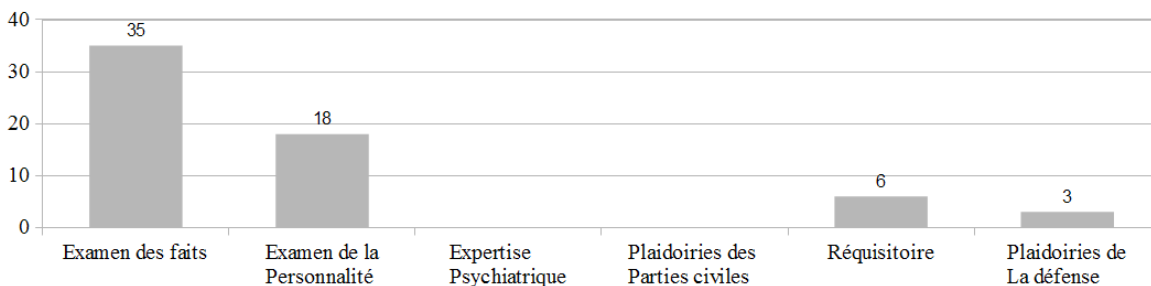 40
35
30
20
18
10
6
3
0
Examen des faits
Examen de la
Personnalité
Expertise
Psychiatrique
Plaidoiries des
Parties civiles
Réquisitoire
Plaidoiries de
La défense